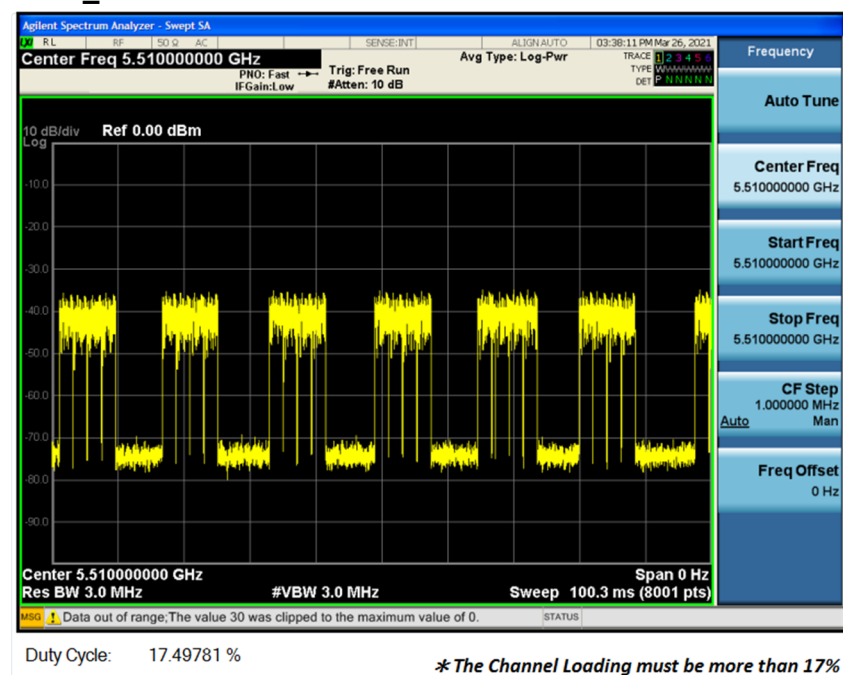 Agilent Spectrum Analyzer - Swept SA
RL RF 50 Ω AC SENSE:INT ALIGN AUTO 03:38:11 PM Mar 26, 2021
Center Freq 5.510000000 GHz Avg Type: Log-Pwr TRACE 1 2 3 4 5 6
PNO: Fast Trig: Free Run TYPE WWWWWW
IFGain:Low #Atten: 10 dB DET P N N N N N
10 dB/div Ref 0.00 dBm
Log
-10.0
-20.0
-30.0
-40.0
-50.0
-60.0
-70.0
-80.0
-90.0
Center 5.510000000 GHz Span 0 Hz
Res BW 3.0 MHz #VBW 3.0 MHz Sweep 100.3 ms (8001 pts)
MSG Data out of range;The value 30 was clipped to the maximum value of 0. STATUS
Frequency
Auto Tune
Center Freq
5.510000000 GHz
Start Freq
5.510000000 GHz
Stop Freq
5.510000000 GHz
CF Step
1.000000 MHz
Auto Man
Freq Offset
0 Hz
Duty Cycle: 17.49781 %
* The Channel Loading must be more than 17%